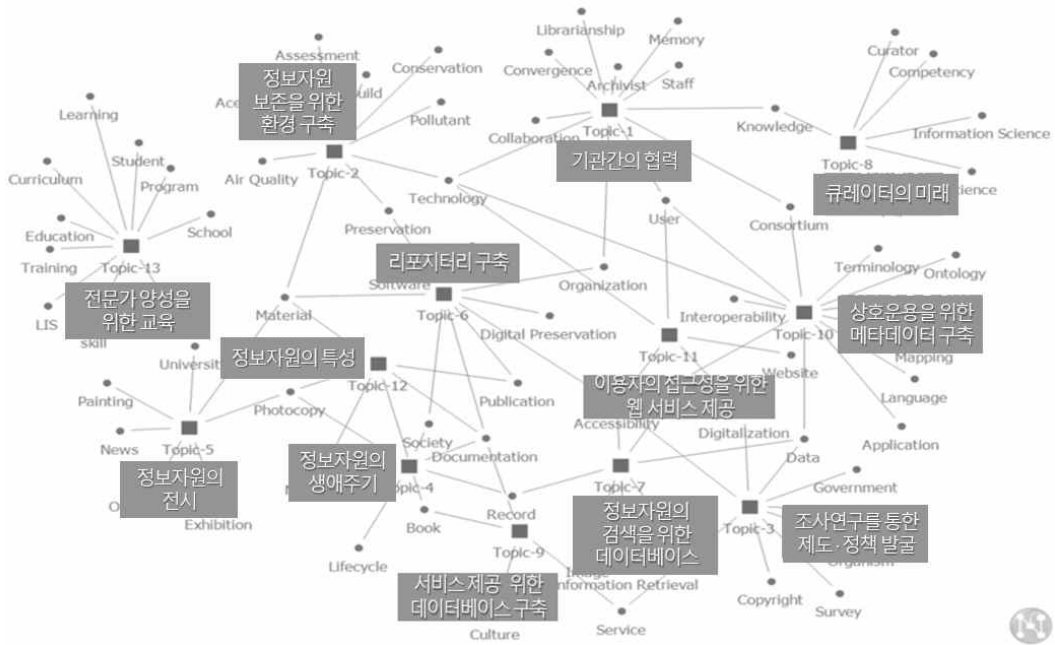 Librarianship
Memory
Curator
Assessment
Conservation
Convergence
Archivist
Staff
Competency
정보자원
보존을 위한
환경 구축
Learning
Pollutant
Collaboration
Topic-1
Knowledge
Information Science
Student
기관간의 협력
Topic-8
Curriculum
Program
Air Quality
Topic-2
Technology
큐레이터의 미래
Preservation
User
Consortium
Education
School
Training
Topic-13
리포지터리 구축
Software
Organization
Terminology
Ontology
전문가 양성을
위한 교육
LIS
Material
Topic-6
Digital Preservation
Interoperability
Topic-10
상호운용을 위한
메타데이터 구축
Mapping
skill
정보자원의 특성
Topic-11
Website
Topic-12
이용자의 접근성을 위한
웹 서비스 제공
Language
Painting
Photocopy
Publication
Accessibility
Digitalization
News
Topic-5
Society
Documentation
Data
Application
정보자원의
전시
정보자원의
생애주기
Topic-7
Government
Exhibition
Book
Record
정보자원의
검색을 위한
데이터베이스
Topic-3
조사연구를 통한
제도·정책 발굴
Topic-9
Lifecycle
서비스 제공 위한
데이터베이스 구축
Information Retrieval
Copyright
Survey
Culture
Service